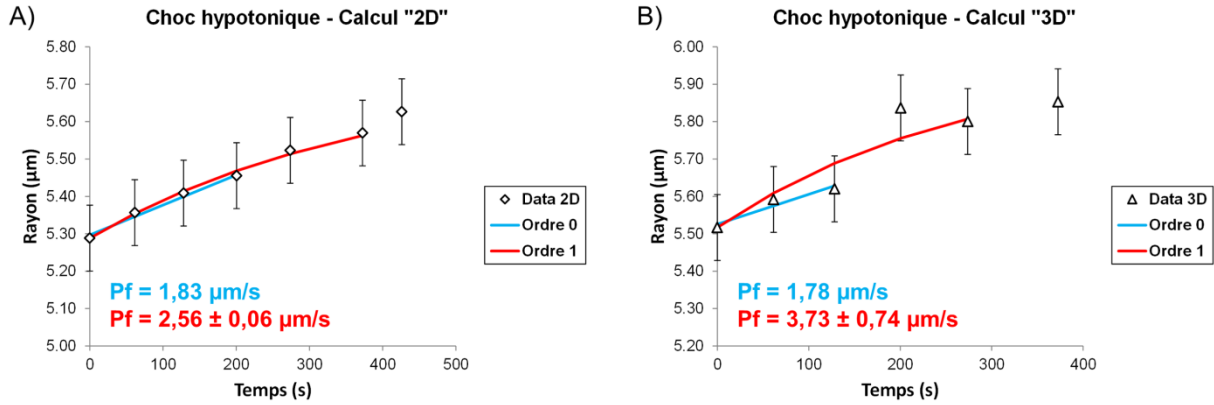 A)
Choc hypotonique - Calcul "2D"
5.80
5.70
5.60
5.50
5.40
5.30
5.20
5.10
5.00
Rayon (µm)
0
100
200
300
400
500
Temps (s)
Data 2D
Ordre 0
Ordre 1
Pf = 1,83 µm/s
Pf = 2,56 ± 0,06 µm/s
B)
Choc hypotonique - Calcul "3D"
6.00
5.90
5.80
5.70
5.60
5.50
5.40
5.30
5.20
Rayon (µm)
0
100
200
300
400
Temps (s)
Data 3D
Ordre 0
Ordre 1
Pf = 1,78 µm/s
Pf = 3,73 ± 0,74 µm/s